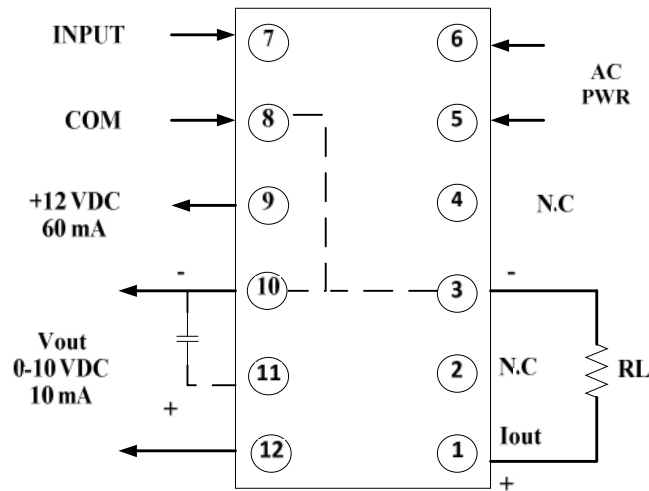 INPUT
7
6
AC
PWR
COM
8
5
+12 VDC
60 mA
9
4
N.C
-
10
3
-
Vout
0-10 VDC
10 mA
+
11
2
N.C
RL
12
1
Iout
+